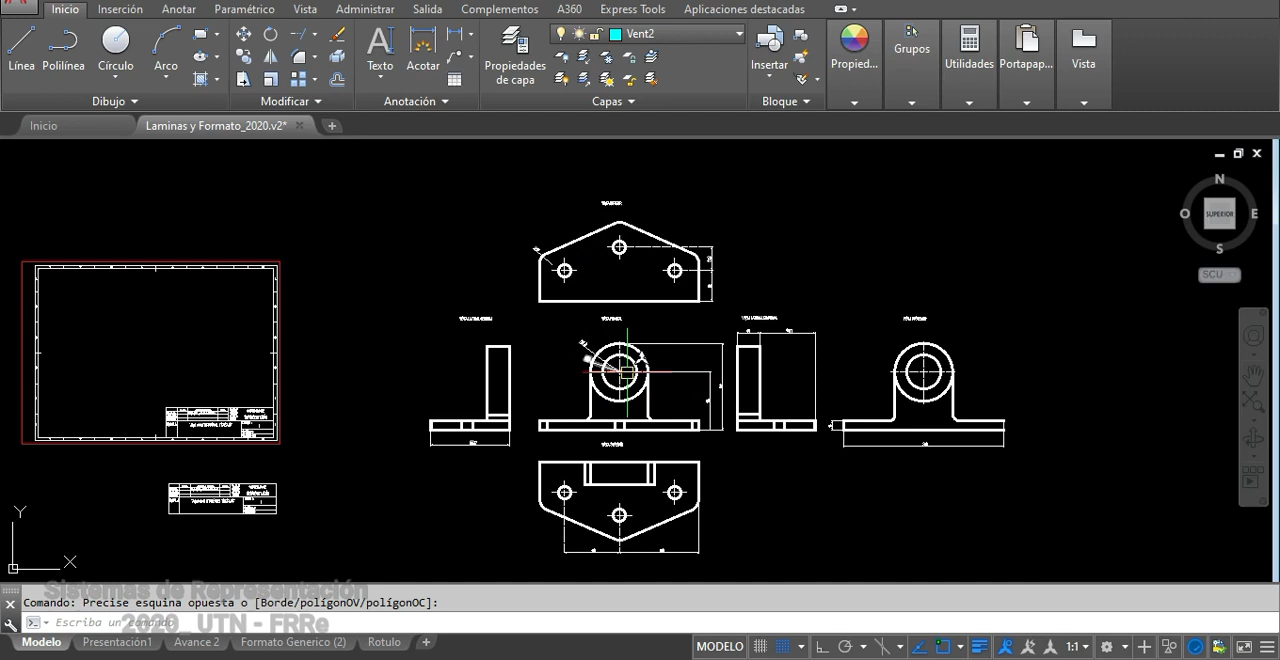 Inicio Inserción Anotar Paramétrico Vista Administrar Salida Complementos A360 Express Tools Aplicaciones destacadas
Vent2
Línea Polilínea Círculo Arco Texto Acotar Propiedades de capa Insertar Propied... Grupos Utilidades Portapap... Vista
Dibujo Modificar Anotación Capas Bloque
Inicio Laminas y Formato_2020.v2*
N
O SUPERIOR E
S
SCU
Y
X
Sistemas de Representación
Comando: Precise esquina opuesta o [Borde/polígonOV/polígonOC]:
Escriba un comando
2020_ UTN - FRRe
Modelo Presentación1 Avance 2 Formato Generico (2) Rotulo
MODELO 1:1